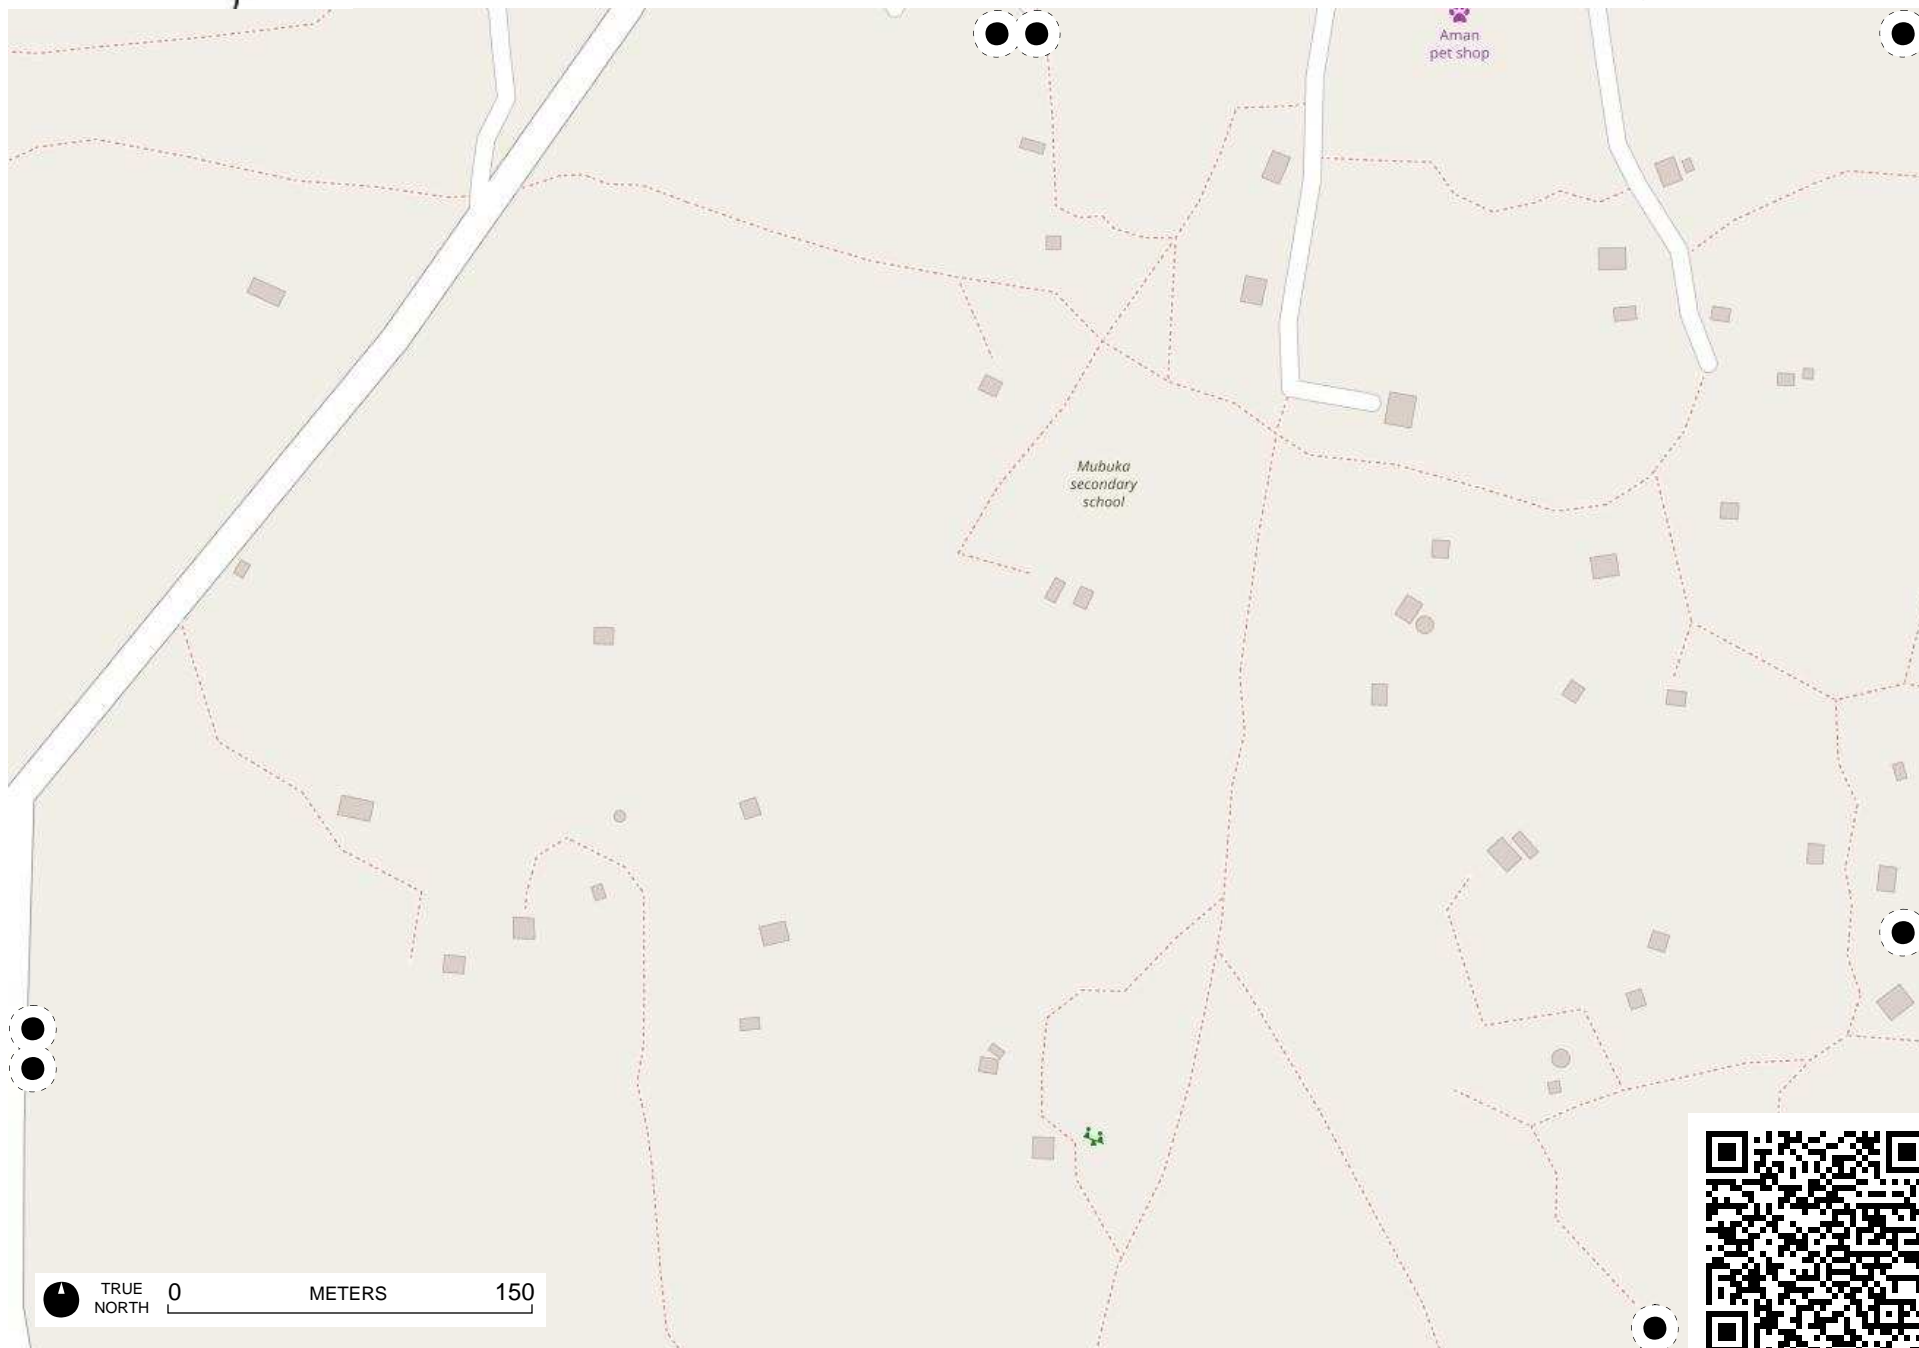 Aman
pet shop
Mubuka
secondary
school
TRUE
NORTH
0 METERS 150